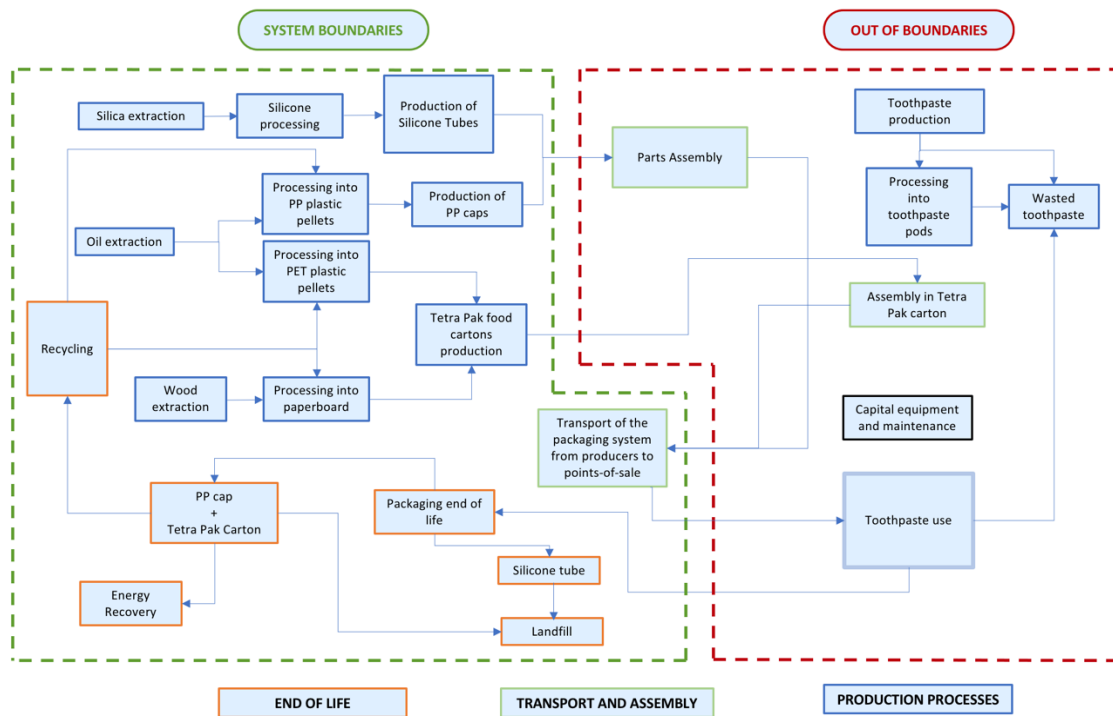 SYSTEM BOUNDARIES
OUT OF BOUNDARIES
Silica extraction
Silicone
processing
Production of
Silicone Tubes
Parts Assembly
Toothpaste
production
Processing into
PP plastic
pellets
Production of
PP caps
Processing
into
toothpaste
pods
Wasted
toothpaste
Oil extraction
Processing into
PET plastic
pellets
Assembly in Tetra
Pak carton
Recycling
Tetra Pak food
cartons
production
Wood
extraction
Processing into
paperboard
Transport of the
packaging system
from producers to
points-of-sale
Capital equipment
and maintenance
PP cap
+
Tetra Pak Carton
Packaging end of
life
Toothpaste use
Silicone tube
Energy
Recovery
Landfill
END OF LIFE
TRANSPORT AND ASSEMBLY
PRODUCTION PROCESSES